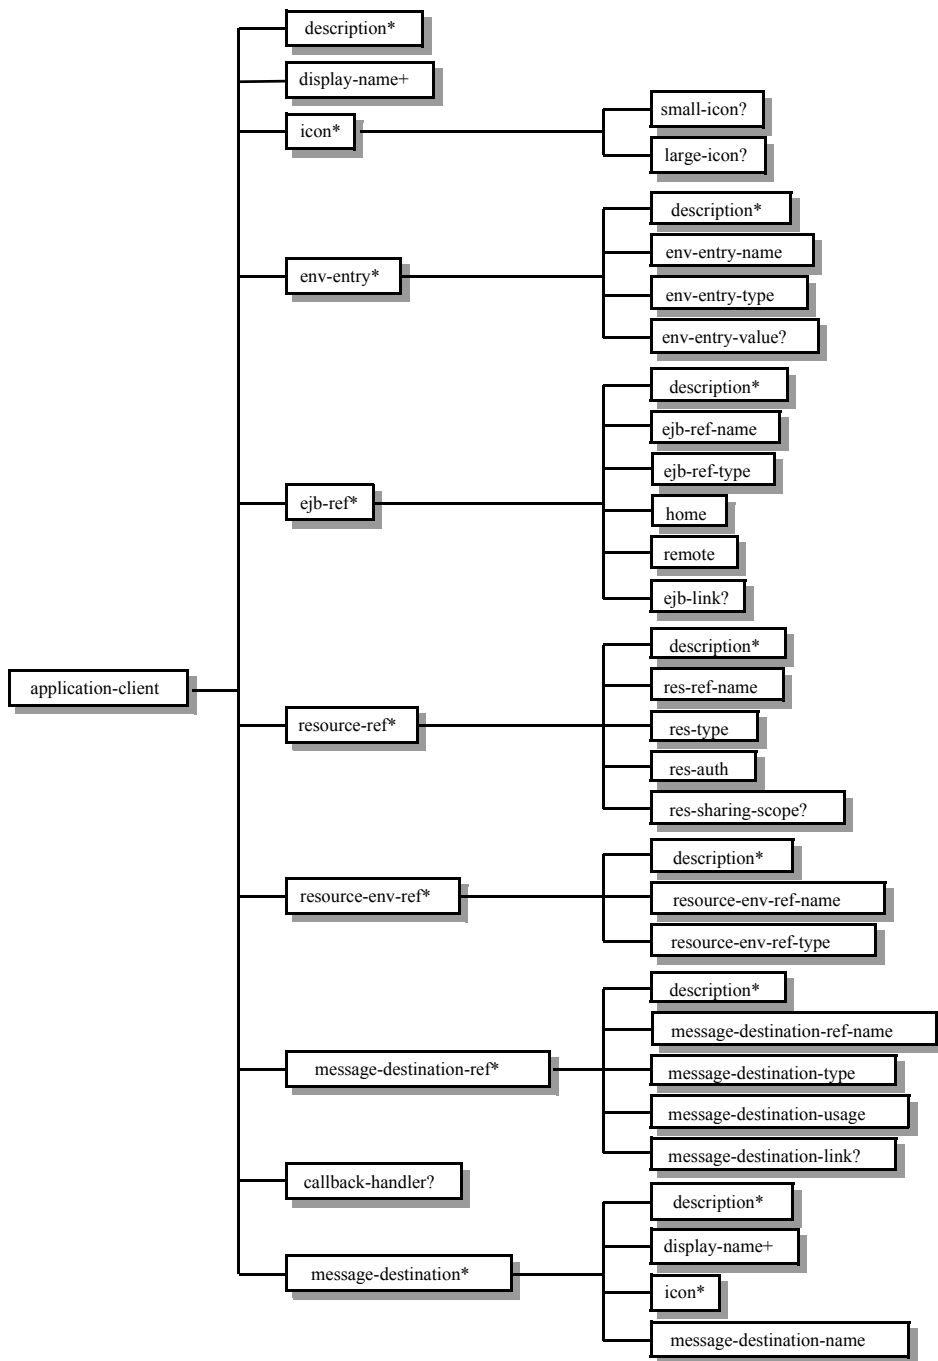 description*
display-name+
icon*
small-icon?
large-icon?
env-entry*
description*
env-entry-name
env-entry-type
env-entry-value?
ejb-ref*
description*
ejb-ref-name
ejb-ref-type
home
remote
ejb-link?
application-client
resource-ref*
description*
res-ref-name
res-type
res-auth
res-sharing-scope?
resource-env-ref*
description*
resource-env-ref-name
resource-env-ref-type
message-destination-ref*
description*
message-destination-ref-name
message-destination-type
message-destination-usage
message-destination-link?
callback-handler?
message-destination*
description*
display-name+
icon*
message-destination-name